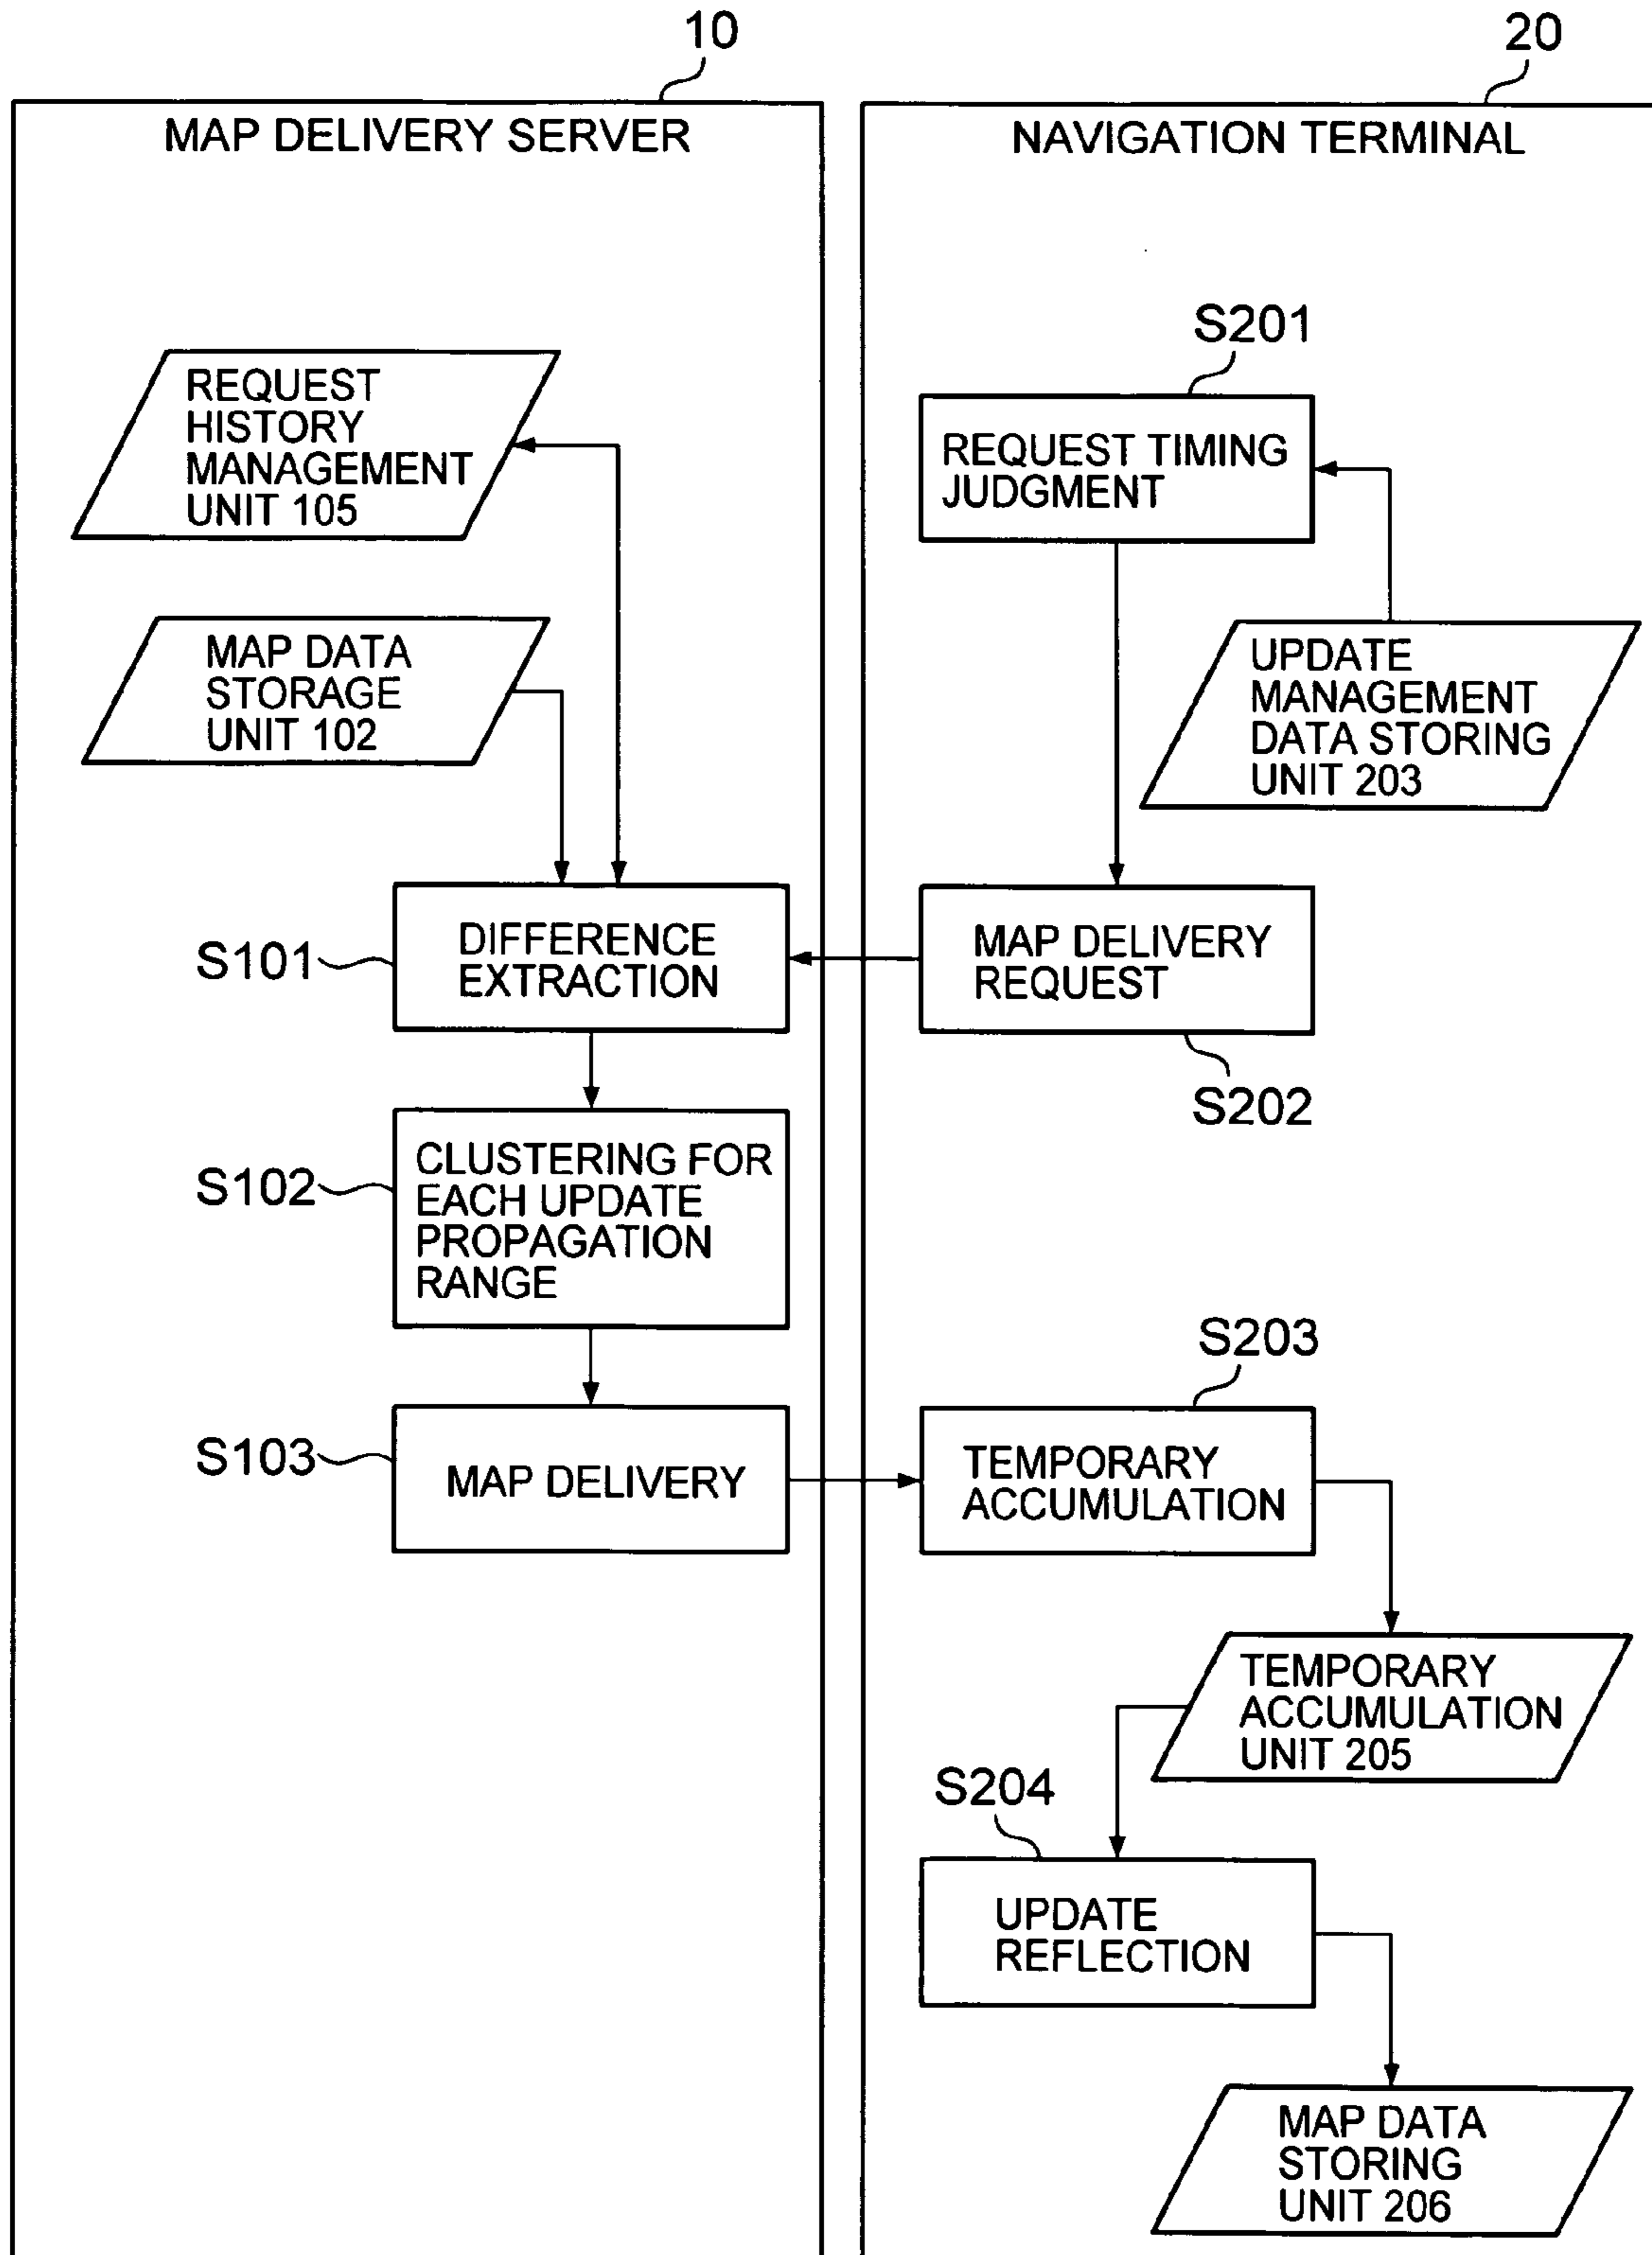 10
20
MAP DELIVERY SERVER
NAVIGATION TERMINAL
REQUEST
HISTORY
MANAGEMENT
UNIT 105
MAP DATA
STORAGE
UNIT 102
S101
DIFFERENCE
EXTRACTION
S102
CLUSTERING FOR
EACH UPDATE
PROPAGATION
RANGE
S103
MAP DELIVERY
S201
REQUEST TIMING
JUDGMENT
UPDATE
MANAGEMENT
DATA STORING
UNIT 203
MAP DELIVERY
REQUEST
S202
S203
TEMPORARY
ACCUMULATION
TEMPORARY
ACCUMULATION
UNIT 205
S204
UPDATE
REFLECTION
MAP DATA
STORING
UNIT 206